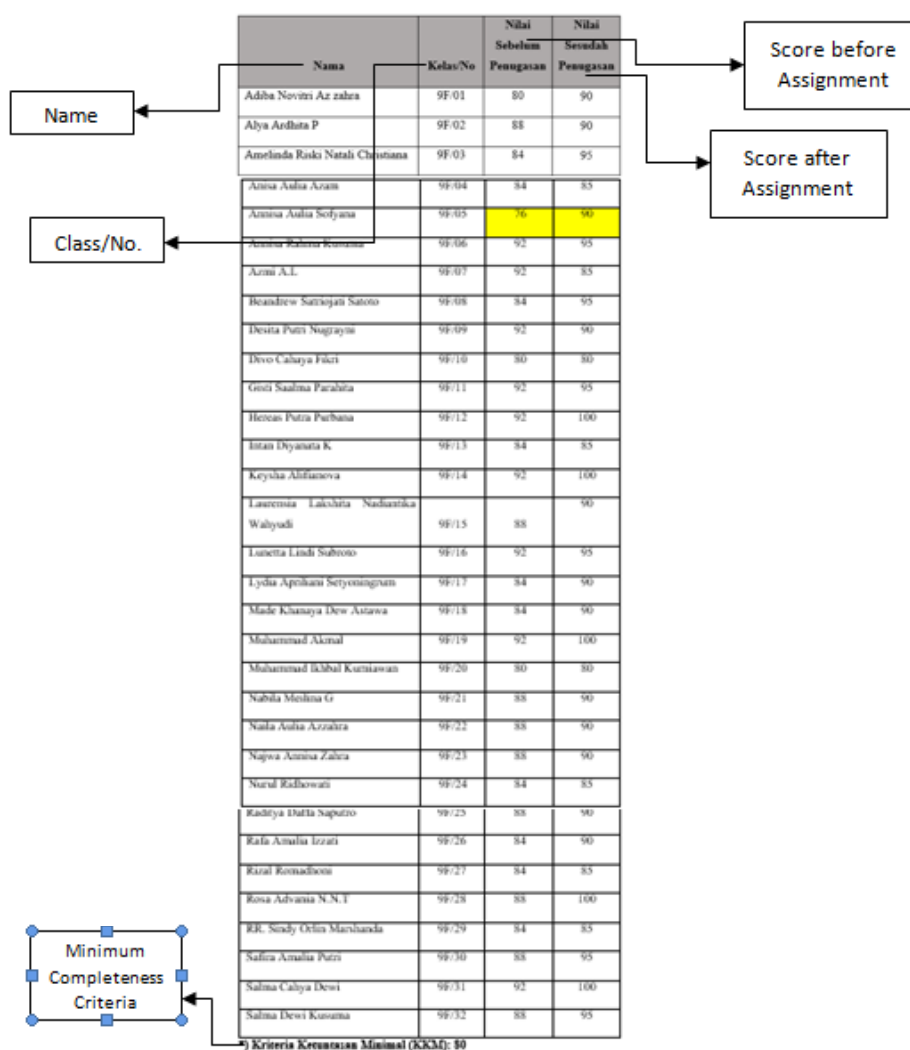 Nama Kelas/No Nilai Sebelum Penugasan Nilai Sesudah Penugasan
Adiba Novitri Az zahra 9F/01 80 90
Alya Ardhita P 9F/02 88 90
Amelinda Riski Natali Christiana 9F/03 84 95
Anisa Aulia Azam 9F/04 84 85
Annisa Aulia Sofyana 9F/05 76 90
Annisa Rahma Kusuma 9F/06 92 95
Azmi A.L 9F/07 92 85
Beandrew Satriojati Satoto 9F/08 84 95
Desita Putri Nugrayni 9F/09 92 90
Divo Cahaya Fikri 9F/10 80 80
Gisti Saalma Parahita 9F/11 92 95
Hereas Putra Purbana 9F/12 92 100
Intan Diyanata K 9F/13 84 85
Keysha Alifianova 9F/14 92 100
Laurensia Lakshita Nadiantika
Wahyudi 9F/15 88 90
Lunetta Lindi Subroto 9F/16 92 95
Lydia Apriliani Setyoningrum 9F/17 84 90
Made Khanaya Dew Astawa 9F/18 84 90
Muhammad Akmal 9F/19 92 100
Muhammad Ikhbal Kurniawan 9F/20 80 80
Nabila Meslina G 9F/21 88 90
Naila Aulia Azzahra 9F/22 88 90
Najwa Annisa Zahra 9F/23 88 90
Nurul Ridhowati 9F/24 84 85
Raditya Daffa Saputro 9F/25 88 90
Rafa Amalia Izzati 9F/26 84 90
Rizal Romadhoni 9F/27 84 85
Rosa Advania N.N.T 9F/28 88 100
RR. Sindy Orlin Marshanda 9F/29 84 85
Safira Amalia Putri 9F/30 88 95
Salma Cahya Dewi 9F/31 92 100
Salma Dewi Kusuma 9F/32 88 95
*) Kriteria Ketuntasan Minimal (KKM): 80
Name
Class/No.
Score before
Assignment
Score after
Assignment
Minimum
Completeness
Criteria